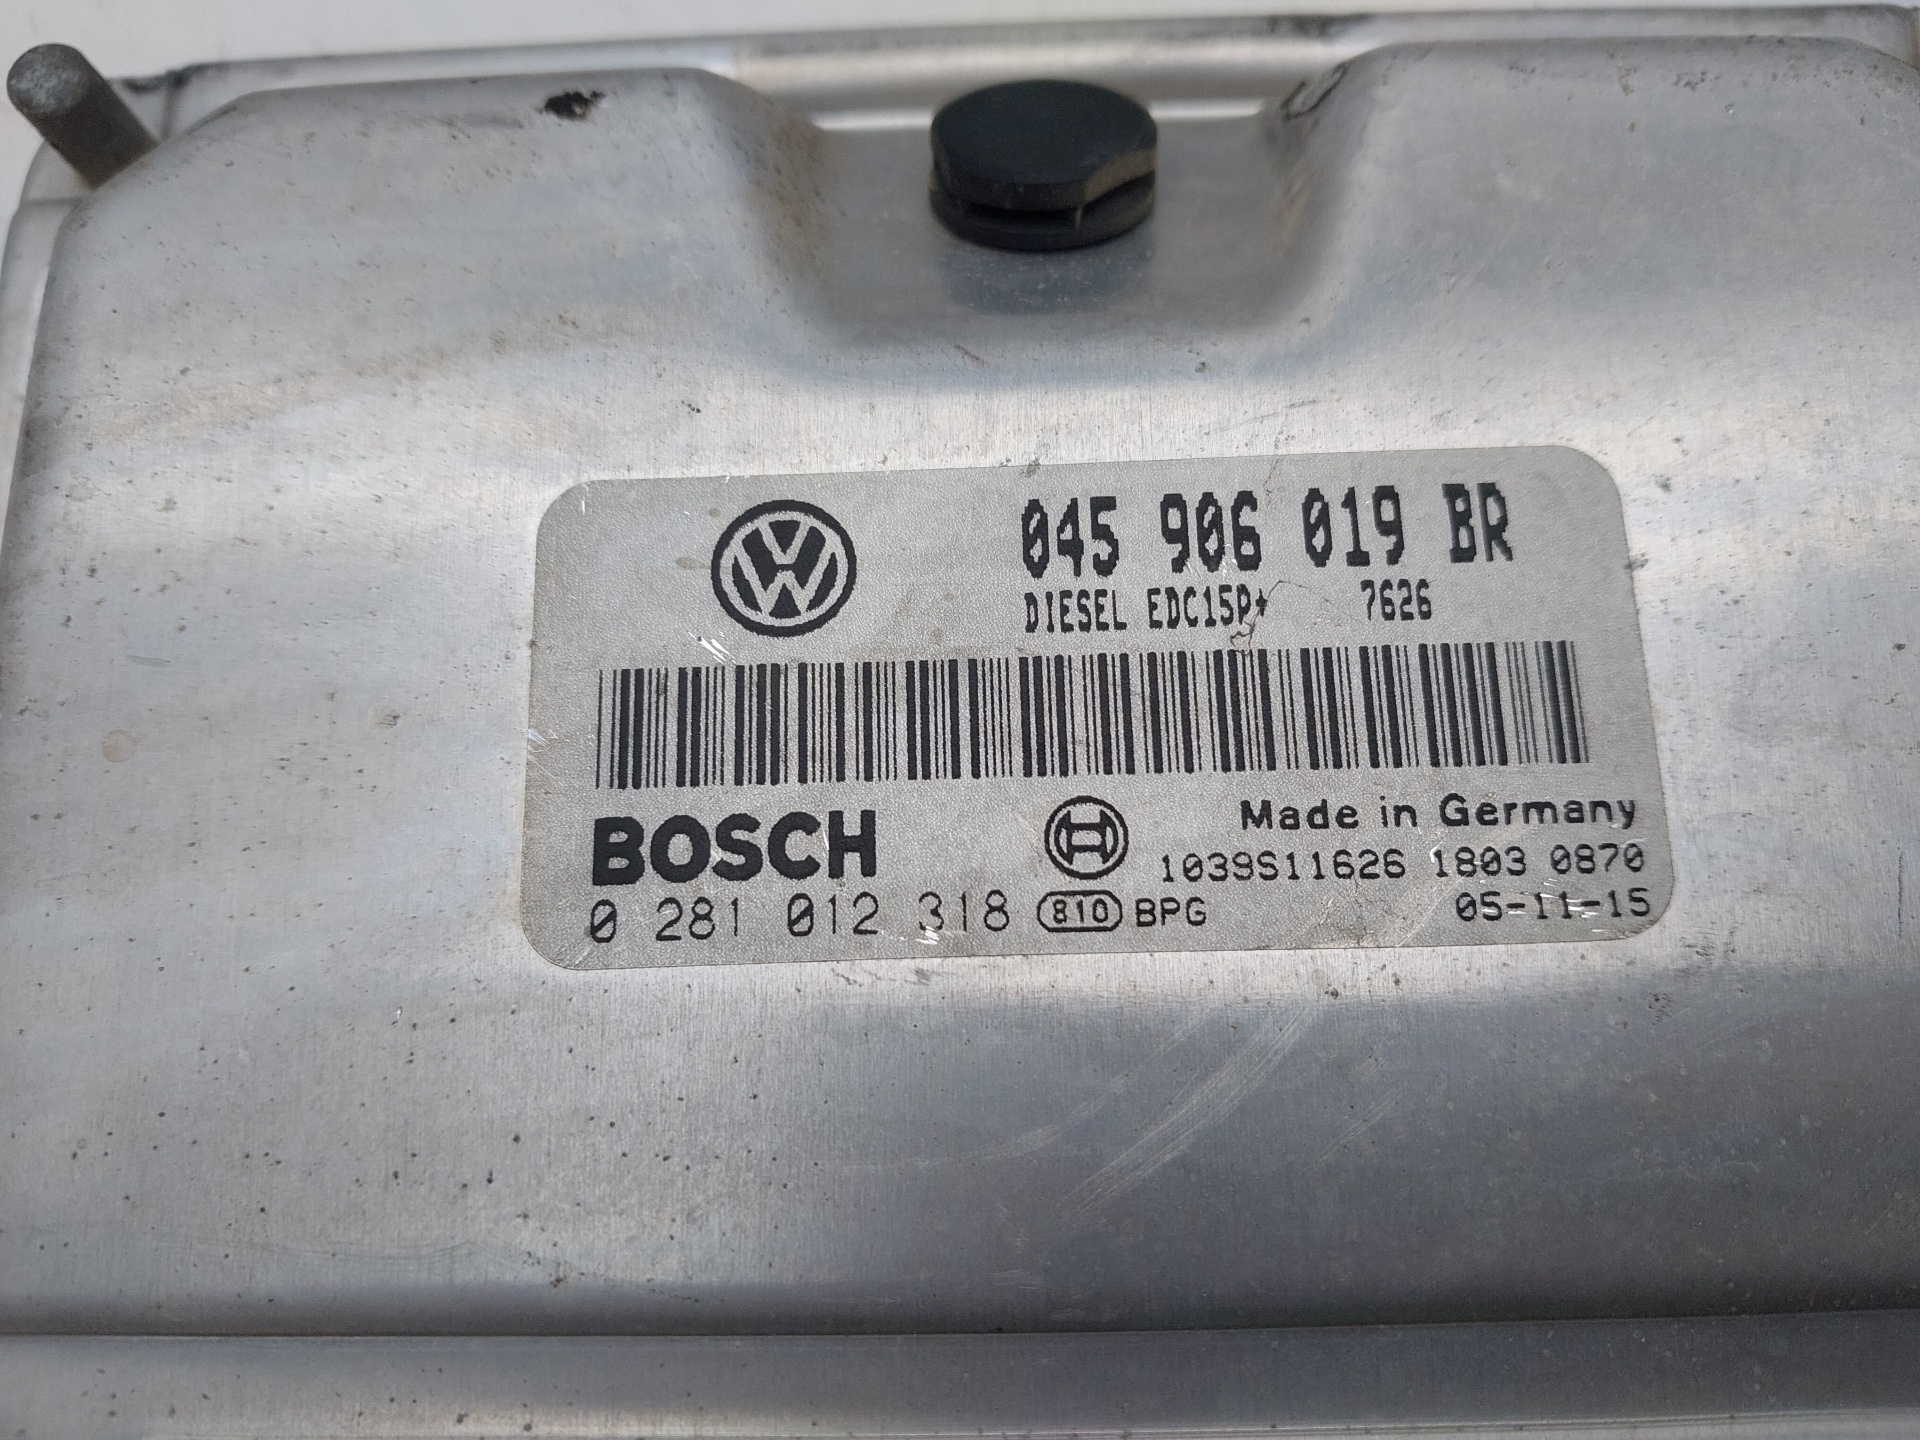 045 906 019 BR
DIESEL EDC15P+ 7626
BOSCH
Made in Germany
1039S11626 1803 0870
0 281 012 318 810 BPG 05-11-15